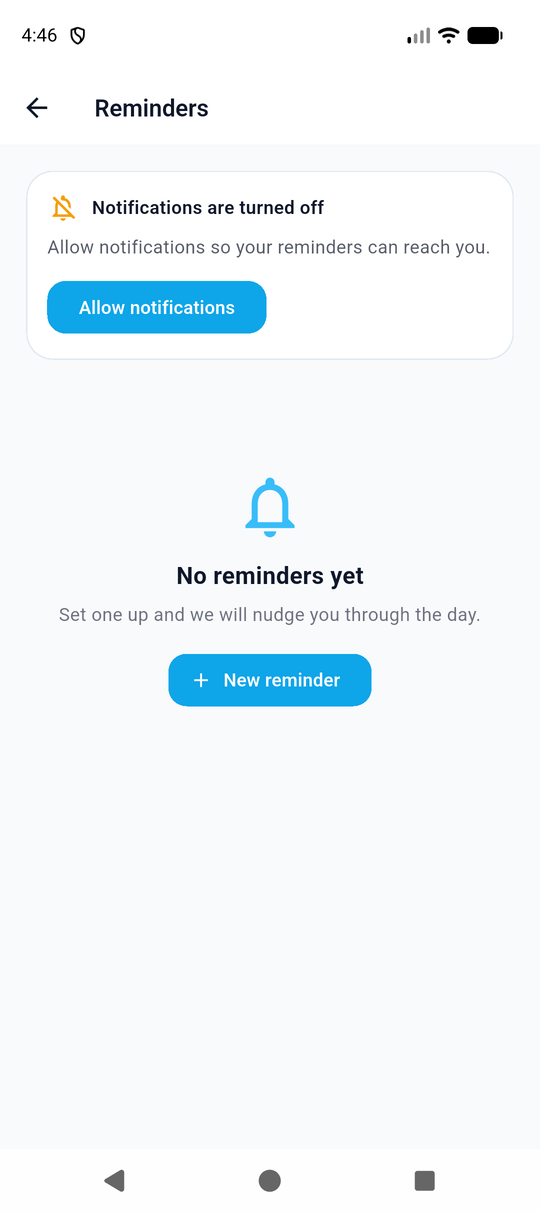 4:46
Reminders
Notifications are turned off
Allow notifications so your reminders can reach you.
Allow notifications
No reminders yet
Set one up and we will nudge you through the day.
New reminder